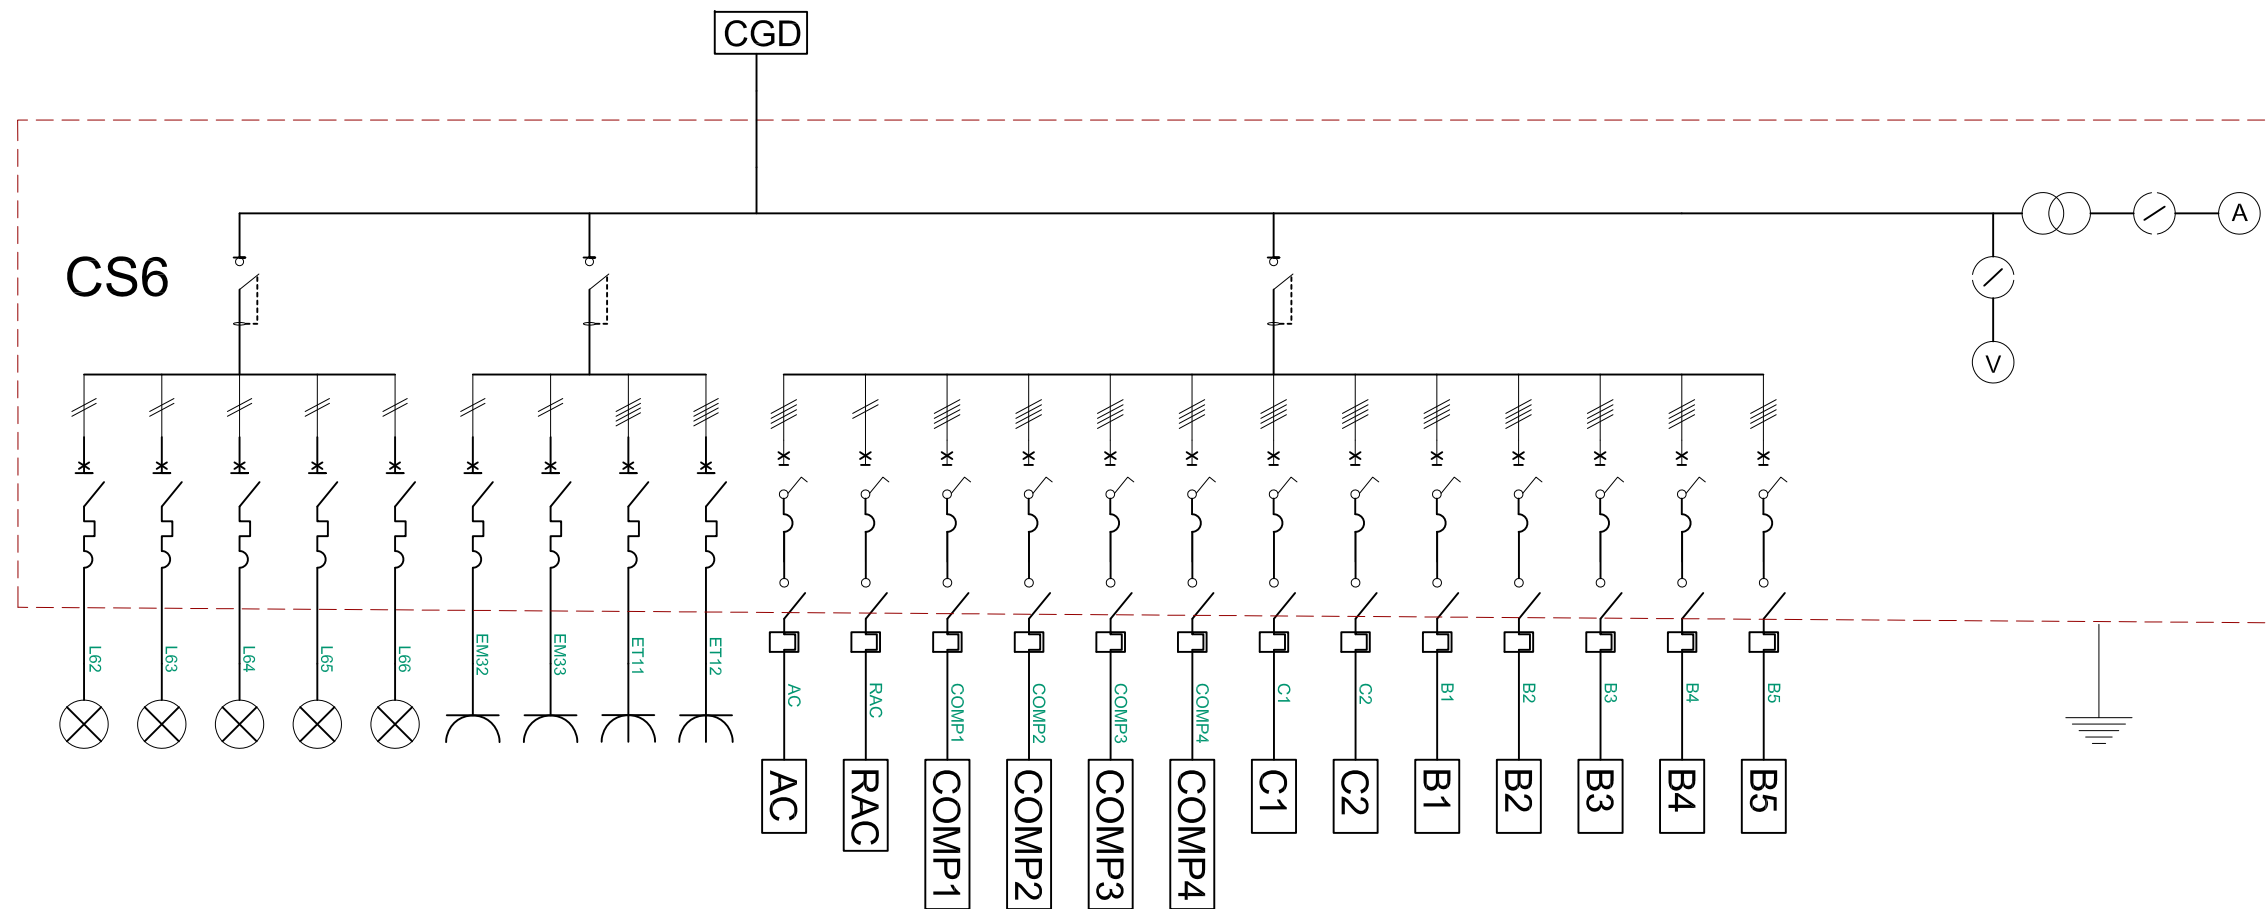 CGD
A
CS6
V
L62
L63
L64
L65
L66
EM32
EM33
ET11
ET12
AC
RAC
COMP1
COMP2
COMP3
COMP4
C1
C2
B1
B2
B3
B4
B5
AC
RAC
COMP1
COMP2
COMP3
COMP4
C1
C2
B1
B2
B3
B4
B5